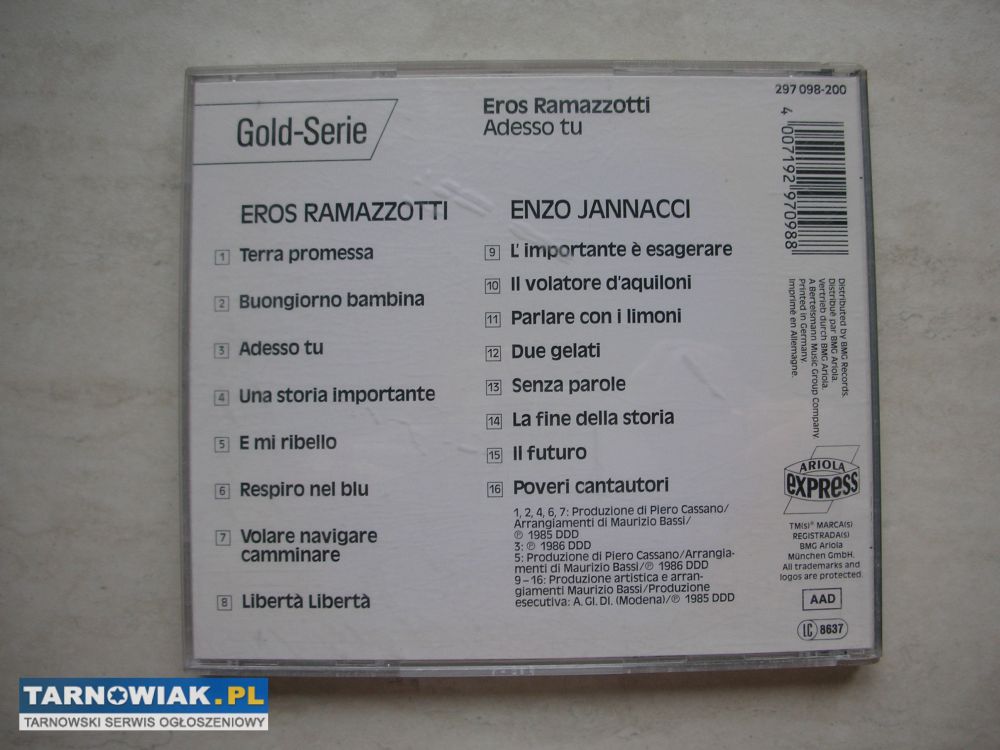 Gold-Serie
Eros Ramazzotti
Adesso tu
297 098-200
4 007192 970988
EROS RAMAZZOTTI
1 Terra promessa
2 Buongiorno bambina
3 Adesso tu
4 Una storia importante
5 E mi ribello
6 Respiro nel blu
7 Volare navigare
camminare
8 Libertà Libertà
ENZO JANNACCI
9 L' importante è esagerare
10 Il volatore d'aquiloni
11 Parlare con i limoni
12 Due gelati
13 Senza parole
14 La fine della storia
15 Il futuro
16 Poveri cantautori
1, 2, 4, 6, 7: Produzione di Piero Cassano/
Arrangiamenti di Maurizio Bassi/
℗ 1985 DDD
3: ℗ 1986 DDD
5: Produzione di Piero Cassano/Arrangia-
menti di Maurizio Bassi/℗ 1986 DDD
9–16: Produzione artistica e arran-
giamenti Maurizio Bassi/Produzione
esecutiva: A. GI. DI. (Modena)/℗ 1985 DDD
Distributed by BMG Records.
Distribué par BMG Ariola.
Vertrieb durch BMG Ariola.
A Bertelsmann Music Group Company.
Printed in Germany.
Imprimé en Allemagne.
ARIOLA
EXPRESS
TM(S)® MARCA(S)
REGISTRADA(S)
BMG Ariola
München GmbH.
All trademarks and
logos are protected.
AAD
LC 8637
TARNOWIAK.PL
TARNOWSKI SERWIS OGŁOSZENIOWY